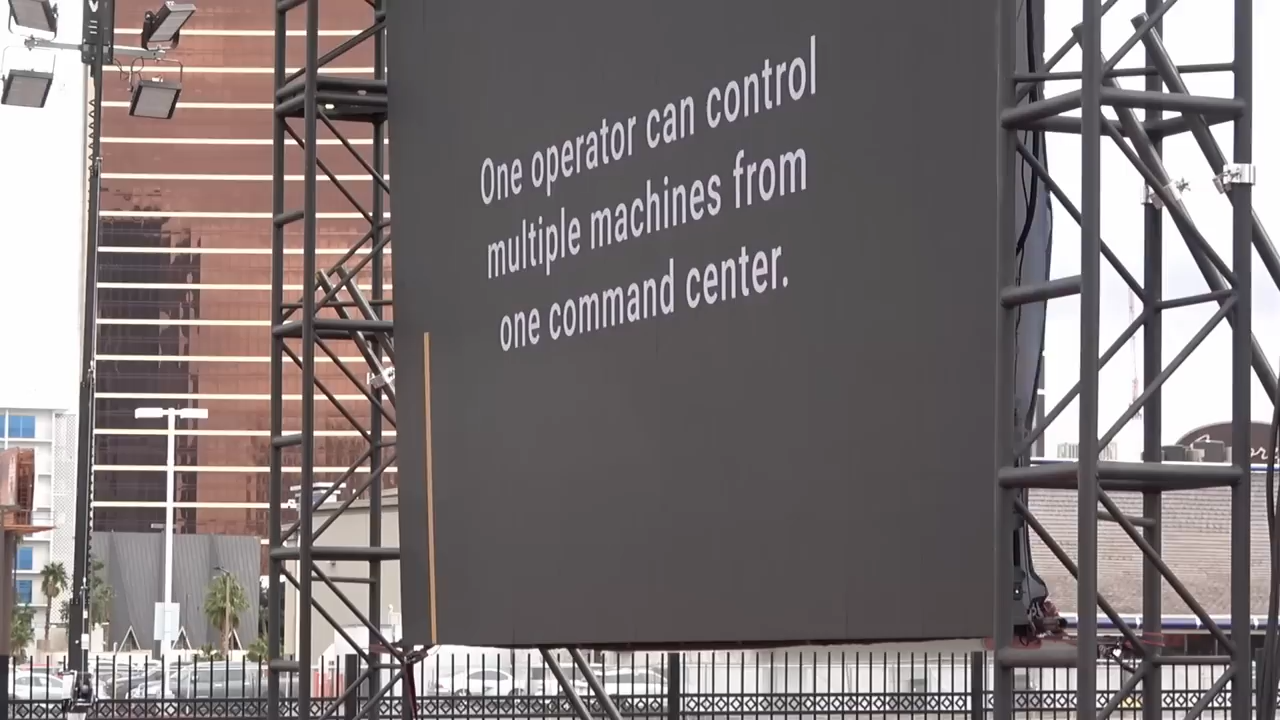 One operator can control
multiple machines from
one command center.